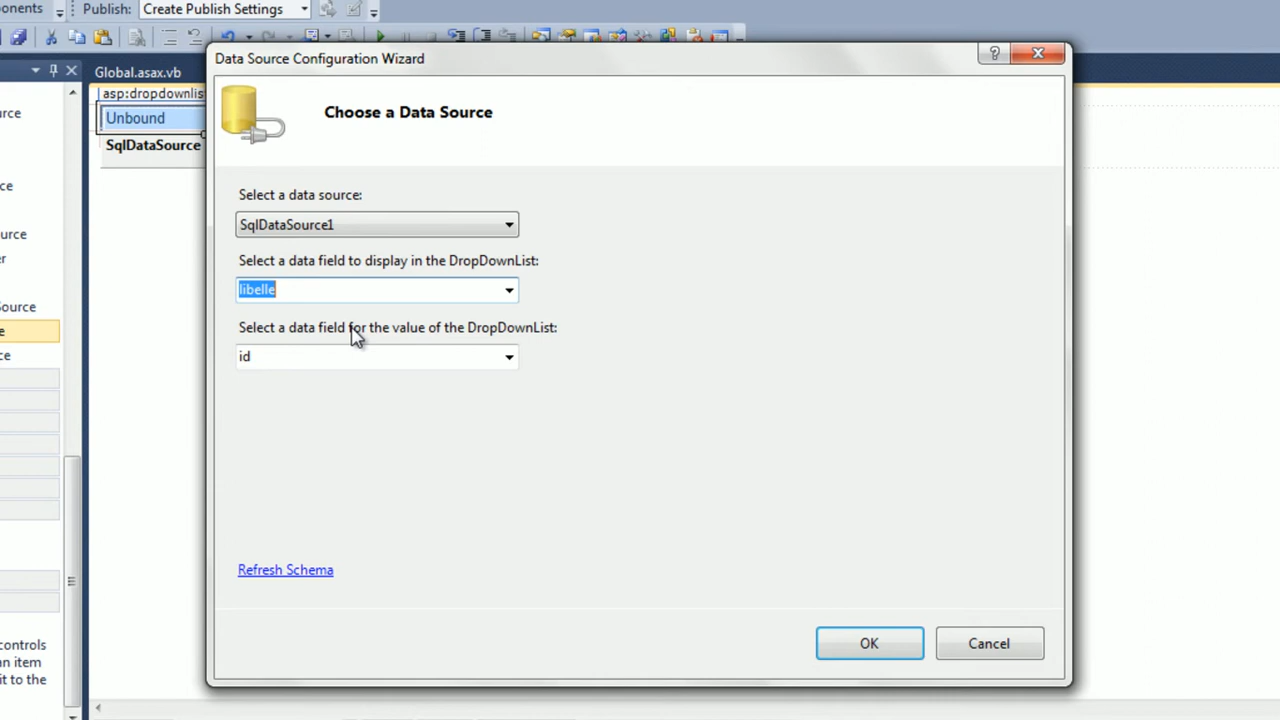 onents
Publish:
Create Publish Settings
Data Source Configuration Wizard
Global.asax.vb
asp:dropdownlis
Unbound
SqlDataSource
rce
ce
urce
er
Source
e
ce
controls
n item
it to the
Choose a Data Source
Select a data source:
SqlDataSource1
Select a data field to display in the DropDownList:
libelle
Select a data field for the value of the DropDownList:
id
Refresh Schema
OK
Cancel